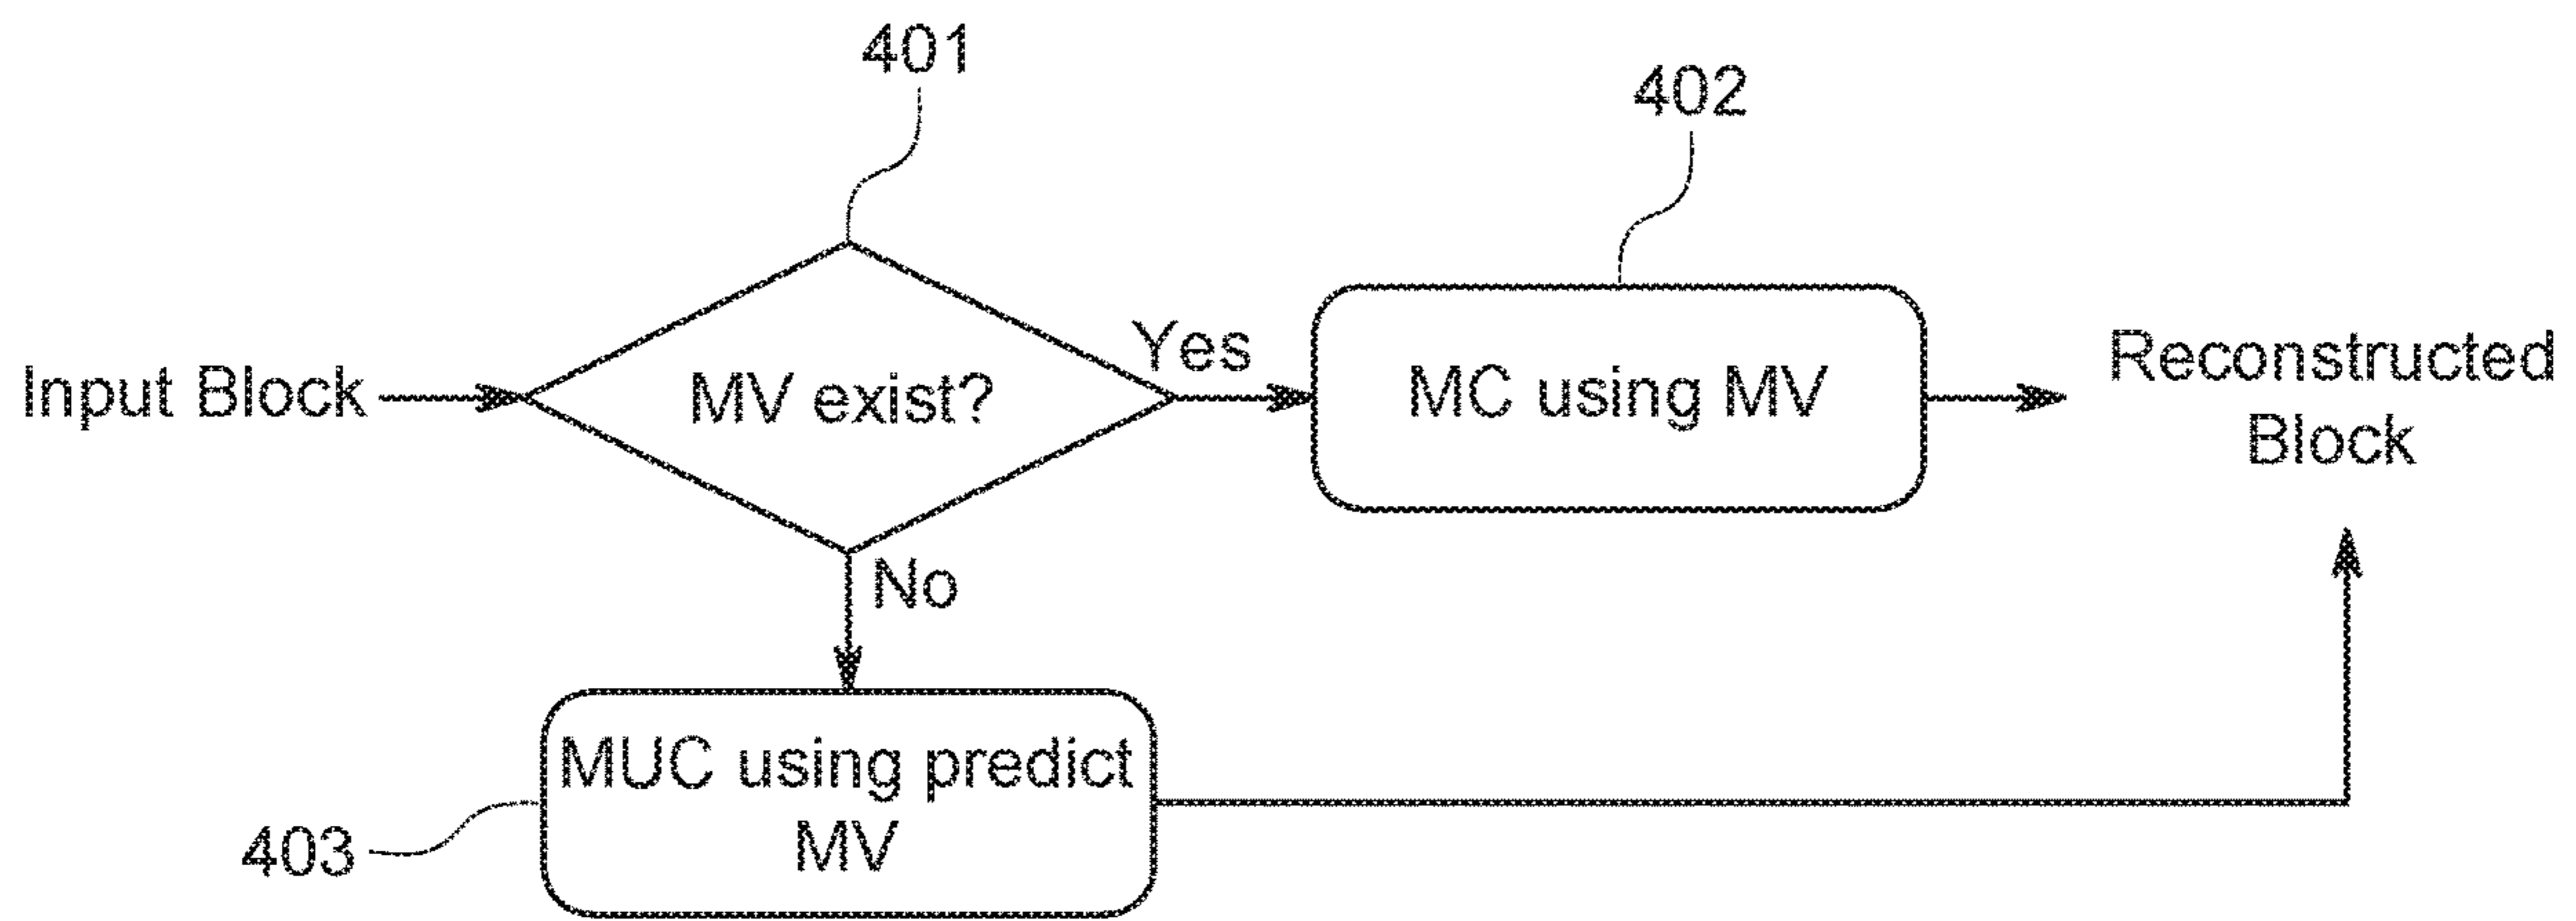 401
402
Input Block
MV exist?
Yes
MC using MV
Reconstructed
Block
No
MUC using predict
MV
403